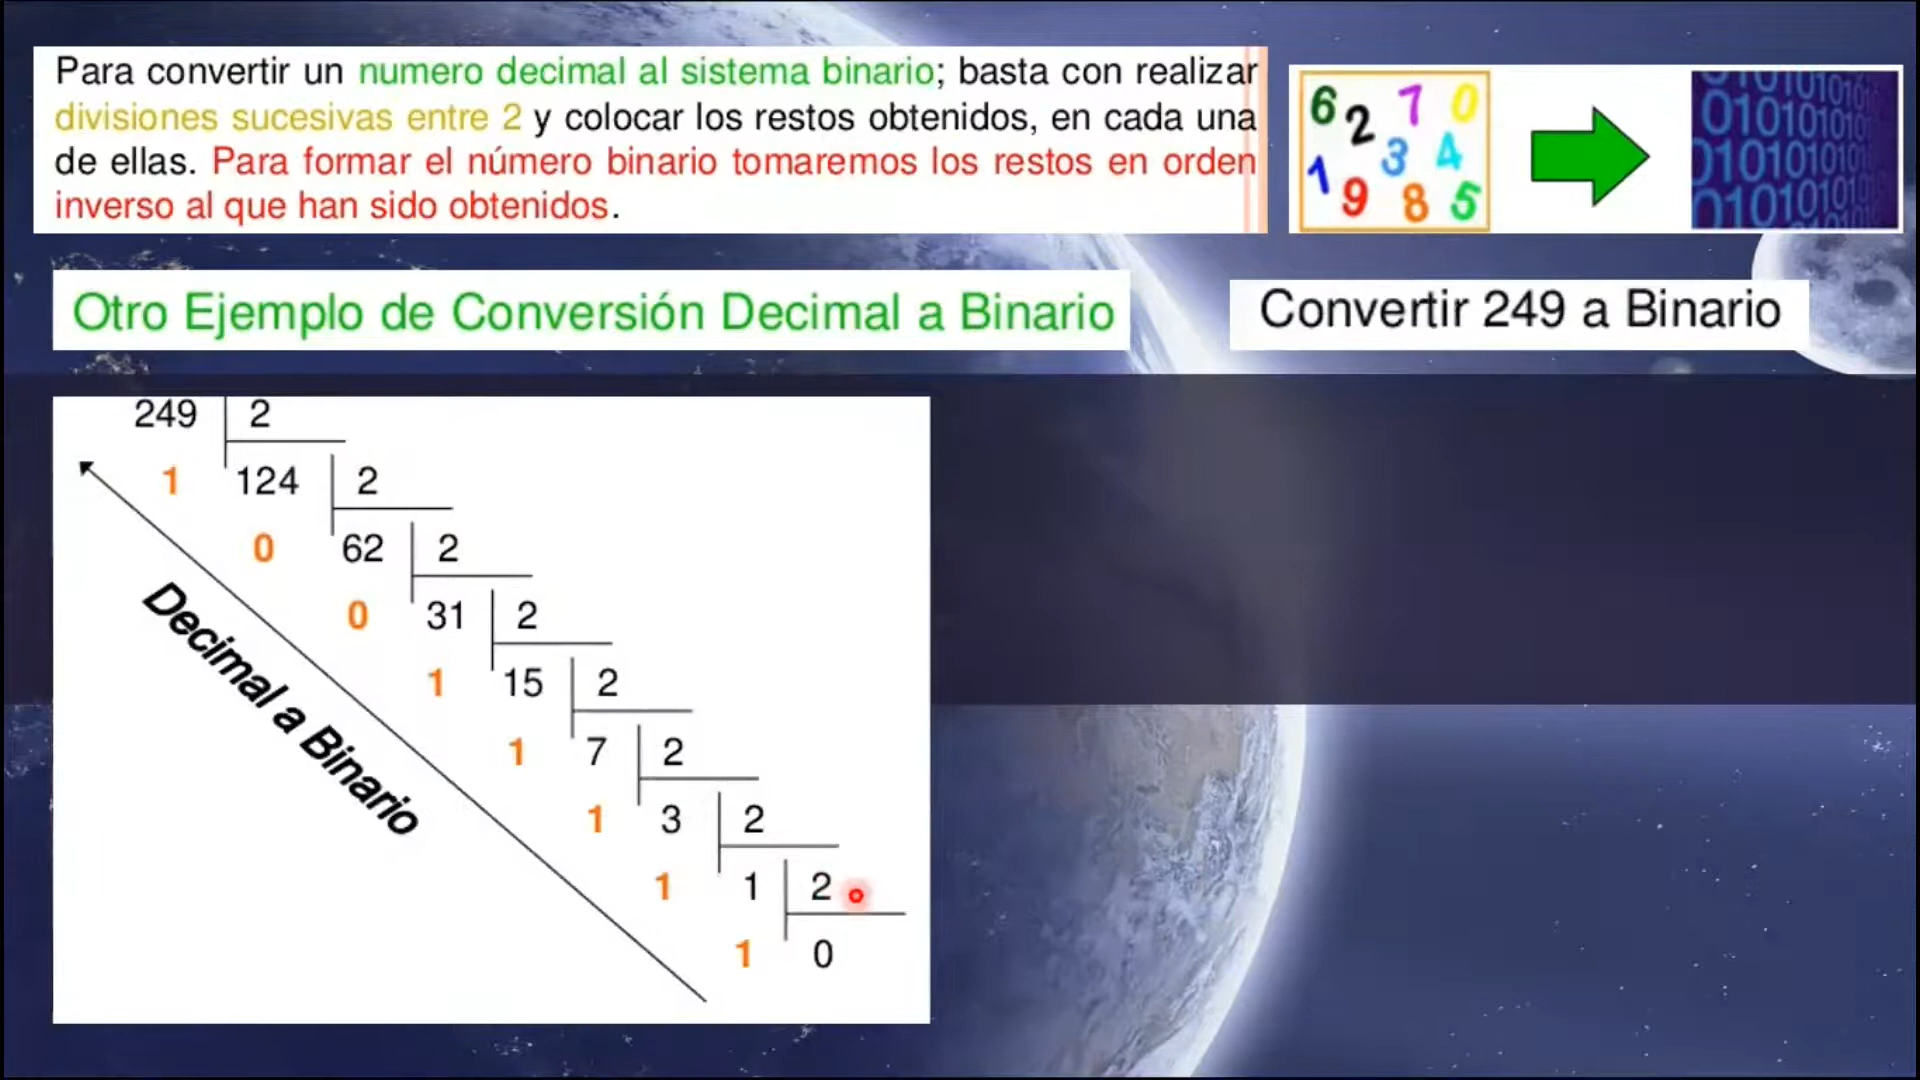 Para convertir un numero decimal al sistema binario; basta con realizar
divisiones sucesivas entre 2 y colocar los restos obtenidos, en cada una
de ellas. Para formar el número binario tomaremos los restos en orden
inverso al que han sido obtenidos.
6 2 7 0
1 3 4
9 8 5
Otro Ejemplo de Conversión Decimal a Binario
Convertir 249 a Binario
249 2
1 124 2
0 62 2
0 31 2
1 15 2
1 7 2
1 3 2
1 1 2
1 0
Decimal a Binario